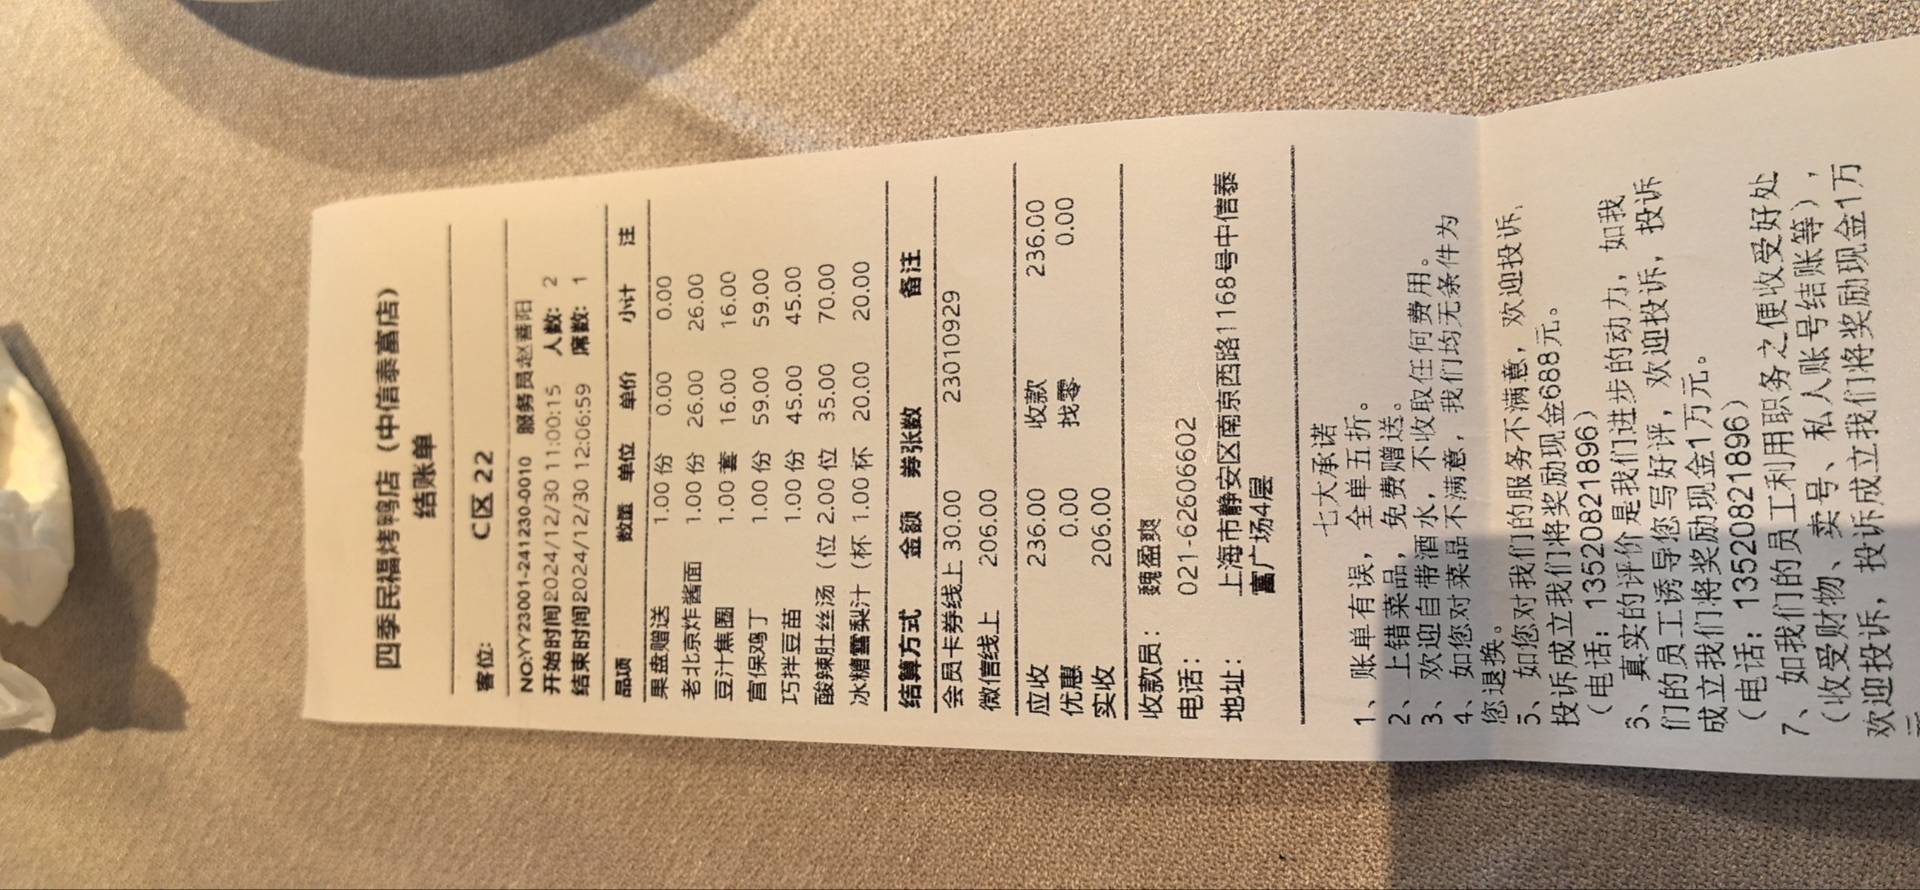 四季民福烤鸭店（中信泰富店）
结账单
客位： C区 22
NO:YY23001-241230-0010 服务员赵蔷阳
开始时间2024/12/30 11:00:15 人数： 2
结束时间2024/12/30 12:06:59 席数： 1
品项 数量 单位 单价 小计 注
果盘赠送 1.00 份 0.00 0.00
老北京炸酱面 1.00 份 26.00 26.00
豆汁焦圈 1.00 套 16.00 16.00
宫保鸡丁 1.00 份 59.00 59.00
巧拌豆苗 1.00 份 45.00 45.00
酸辣肚丝汤（位 2.00 位 35.00 70.00
冰糖雪梨汁（杯 1.00 杯 20.00 20.00
结算方式 金额 券张数 备注
会员卡券线上 30.00 23010929
微信线上 206.00
应收 236.00 收款 236.00
优惠 0.00 找零 0.00
实收 206.00
收款员： 魏盈爽
电话： 021-62606602
地址： 上海市静安区南京西路1168号中信泰
富广场4层
七大承诺
1、账单有误，全单五折。
2、上错菜品，免费赠送。
3、欢迎自带酒水，不收取任何费用。
4、如您对菜品不满意，我们均无条件为
您退换。
5、如您对我们的服务不满意，欢迎投诉，
投诉成立我们将奖励现金688元。
（电话：13520821896）
6、真实的评价是我们进步的动力，如我
们的员工诱导您写好评，欢迎投诉，投诉
成立我们将奖励现金1万元。
（电话：13520821896）
7、如我们的员工利用职务之便收受好处
（收受财物、卖号、私人账号结账等），
欢迎投诉，投诉成立我们将奖励现金1万